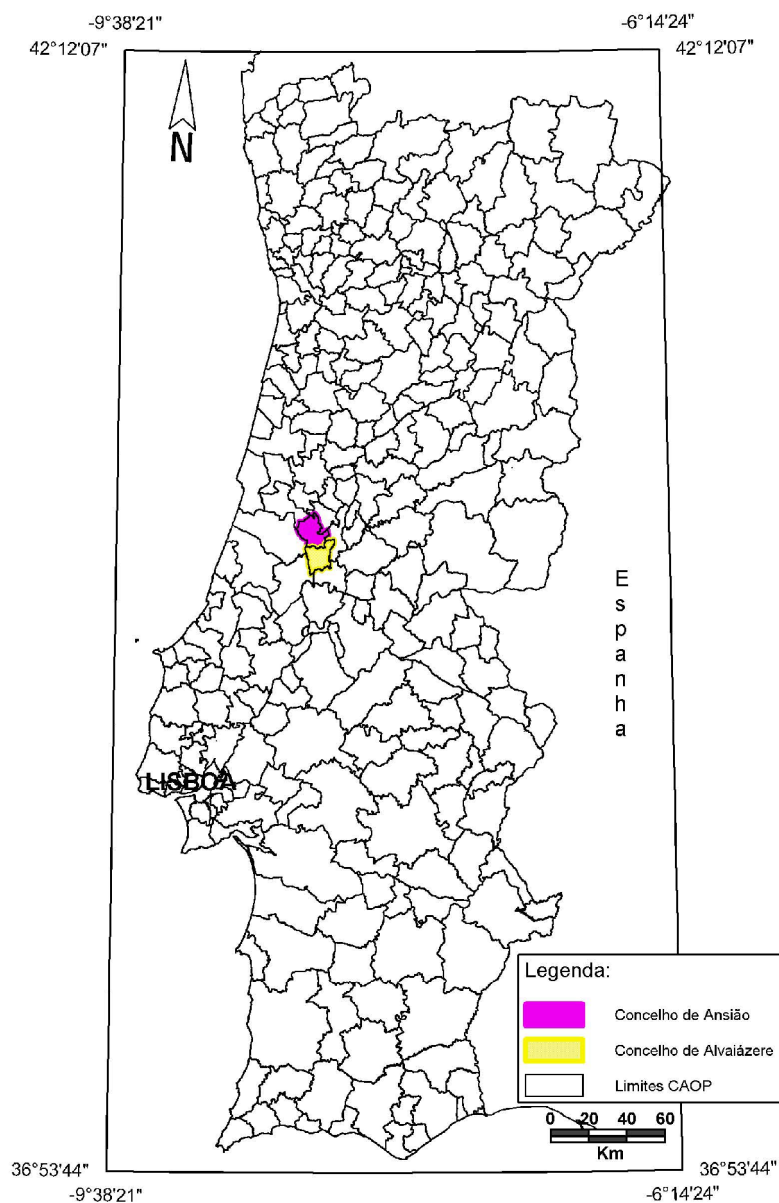 -9°38'21" -6°14'24"
42°12'07" 42°12'07"
N
Espanha
LISBOA
Legenda:
Concelho de Ansião
Concelho de Alvaiázere
Limites CAOP
0 20 40 60
Km
36°53'44" 36°53'44"
-9°38'21" -6°14'24"